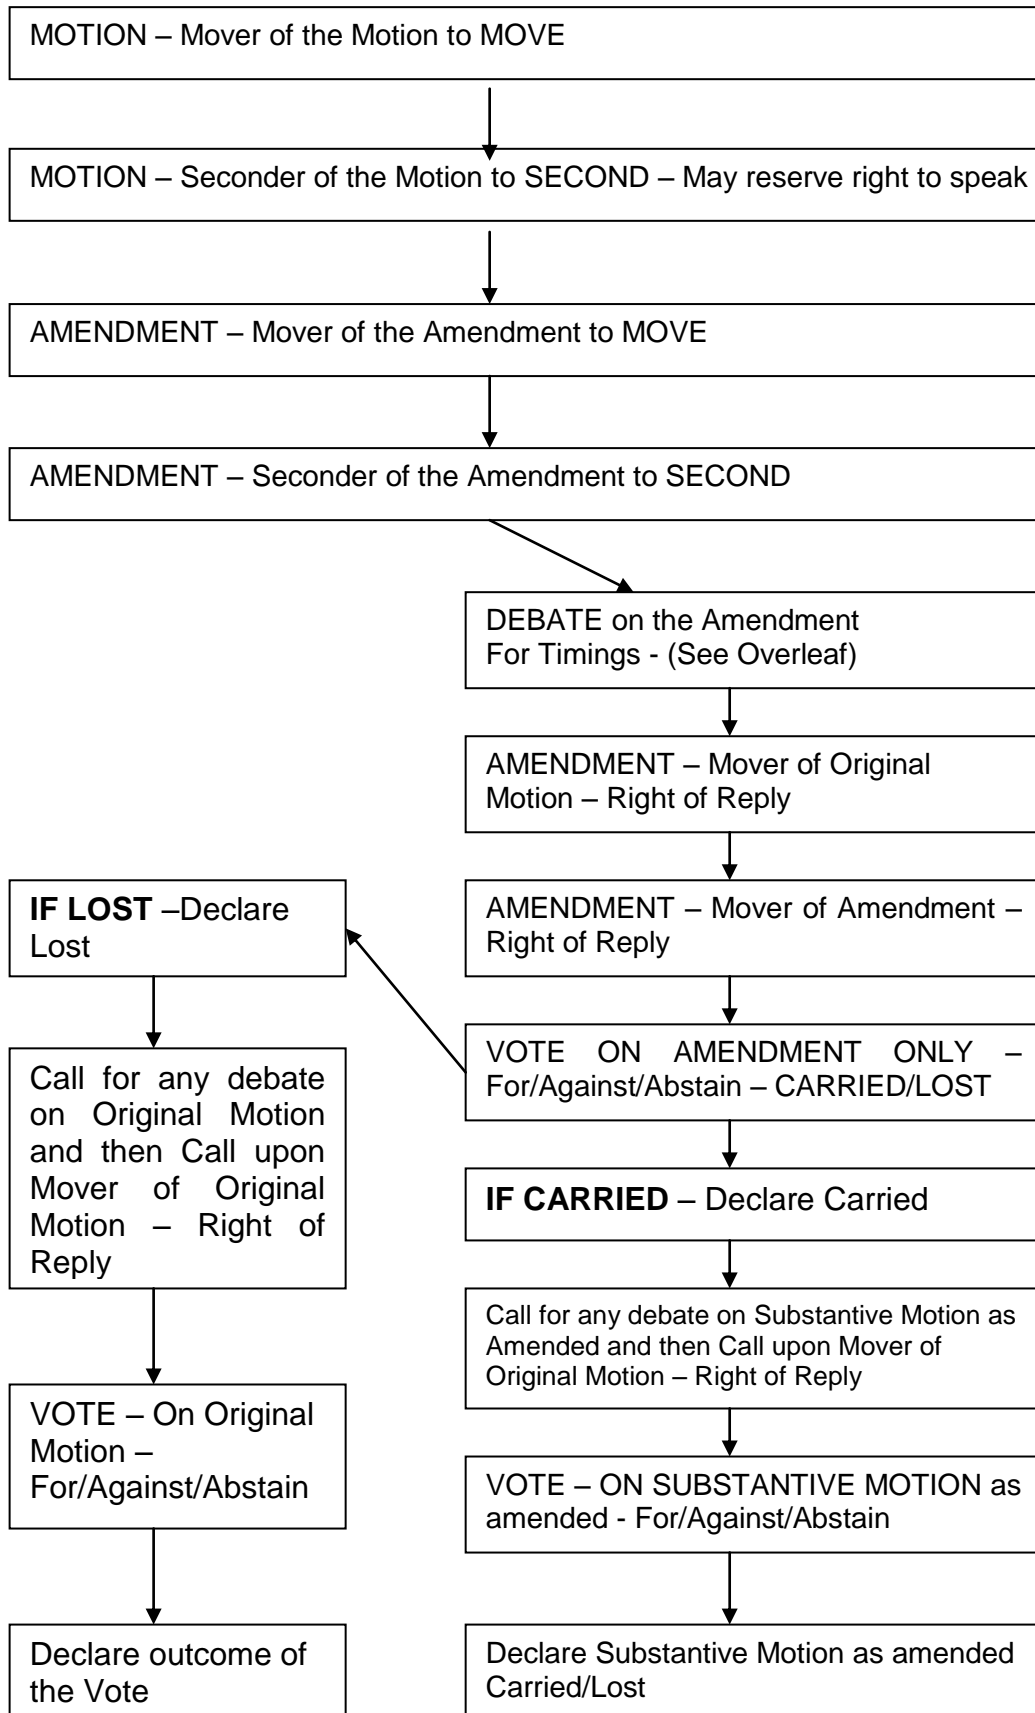 MOTION – Mover of the Motion to MOVE
MOTION – Seconder of the Motion to SECOND – May reserve right to speak
AMENDMENT – Mover of the Amendment to MOVE
AMENDMENT – Seconder of the Amendment to SECOND
DEBATE on the Amendment
For Timings - (See Overleaf)
AMENDMENT – Mover of Original
Motion – Right of Reply
AMENDMENT – Mover of Amendment –
Right of Reply
VOTE ON AMENDMENT ONLY –
For/Against/Abstain – CARRIED/LOST
IF LOST –Declare
Lost
Call for any debate
on Original Motion
and then Call upon
Mover of Original
Motion – Right of
Reply
VOTE – On Original
Motion –
For/Against/Abstain
Declare outcome of
the Vote
IF CARRIED – Declare Carried
Call for any debate on Substantive Motion as
Amended and then Call upon Mover of
Original Motion – Right of Reply
VOTE – ON SUBSTANTIVE MOTION as
amended - For/Against/Abstain
Declare Substantive Motion as amended
Carried/Lost